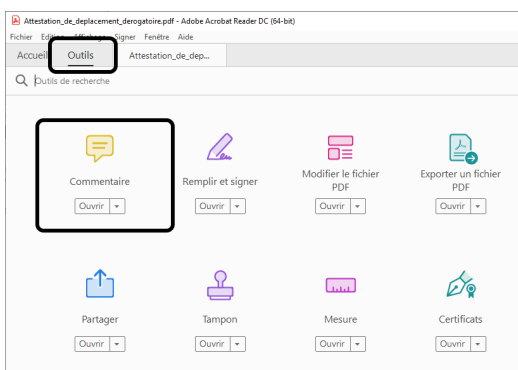 Attestation_de_deplacement_derogatoire.pdf - Adobe Acrobat Reader DC (64-bit)
Fichier Edition Affichage Signer Fenêtre Aide
Accueil Outils Attestation_de_dep...
Outils de recherche
Commentaire Remplir et signer Modifier le fichier PDF Exporter un fichier PDF
Ouvrir Ouvrir Ouvrir Ouvrir
Partager Tampon Mesure Certificats
Ouvrir Ouvrir Ouvrir Ouvrir